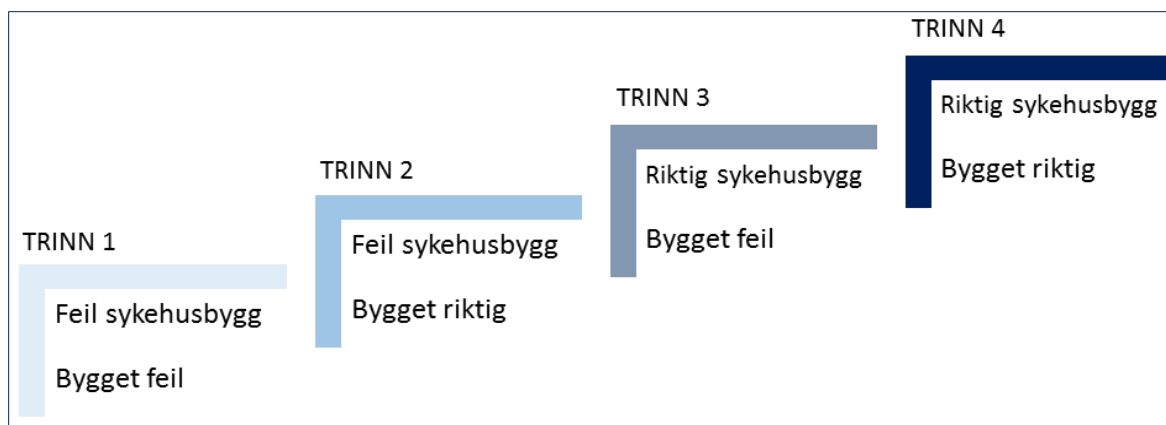 TRINN 1
Feil sykehusbygg
Bygget feil
TRINN 2
Feil sykehusbygg
Bygget riktig
TRINN 3
Riktig sykehusbygg
Bygget feil
TRINN 4
Riktig sykehusbygg
Bygget riktig